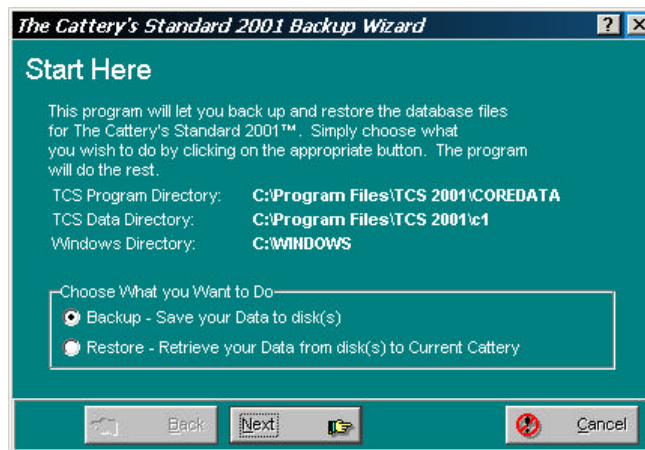 The Cattery's Standard 2001 Backup Wizard
Start Here
This program will let you back up and restore the database files
for The Cattery's Standard 2001™. Simply choose what
you wish to do by clicking on the appropriate button. The program
will do the rest.
TCS Program Directory: C:\Program Files\TCS 2001\COREDATA
TCS Data Directory: C:\Program Files\TCS 2001\c1
Windows Directory: C:\WINDOWS
Choose What you Want to Do
Backup - Save your Data to disk(s)
Restore - Retrieve your Data from disk(s) to Current Cattery
Back Next Cancel